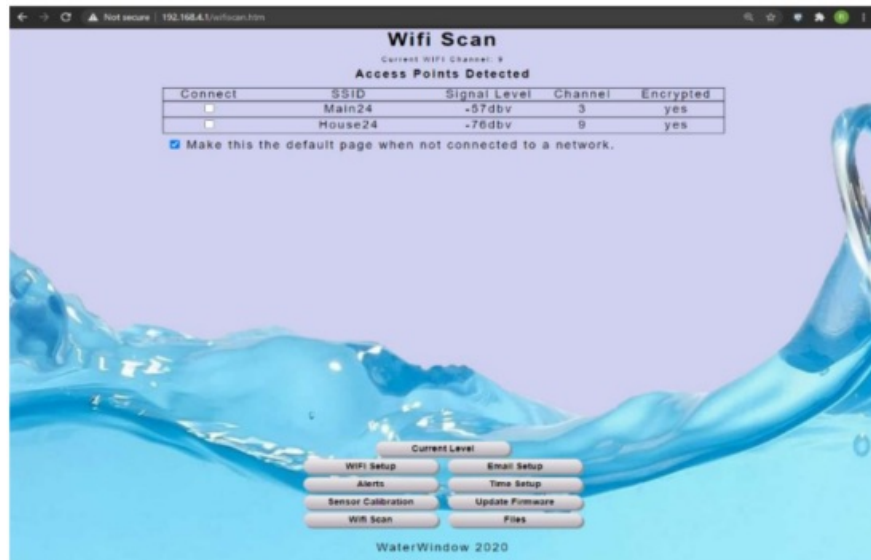 Not secure | 192.168.4.1/wifiscan.htm
Wifi Scan
Current WIFI Channel: 9
Access Points Detected
Connect SSID Signal Level Channel Encrypted
Main24 -57dbv 3 yes
House24 -76dbv 9 yes
Make this the default page when not connected to a network.
Current Level
WIFI Setup Email Setup
Alerts Time Setup
Sensor Calibration Update Firmware
Wifi Scan Files
WaterWindow 2020